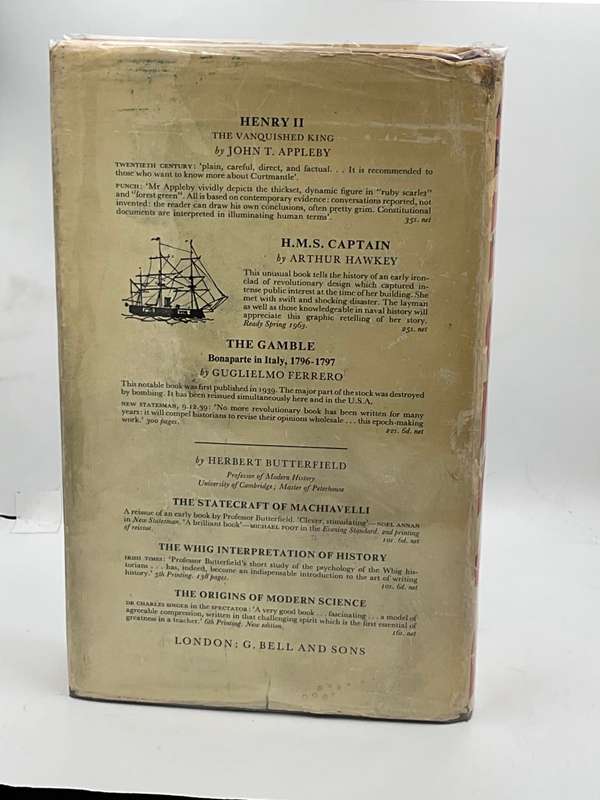 HENRY II
THE VANQUISHED KING
by JOHN T. APPLEBY
TWENTIETH CENTURY: 'plain, careful, direct, and factual. . . It is recommended to
those who want to know more about Curtmantle'.
PUNCH: 'Mr Appleby vividly depicts the thickset, dynamic figure in "ruby scarlet"
and "forest green". All is based on contemporary evidence: conversations reported, not
invented: the reader can draw his own conclusions, often pretty grim. Constitutional
documents are interpreted in illuminating human terms'. 35s. net
H.M.S. CAPTAIN
by ARTHUR HAWKEY
This unusual book tells the history of an early iron-
clad of revolutionary design which captured in-
tense public interest at the time of her building. She
met with swift and shocking disaster. The layman
as well as those knowledgeable in naval history will
appreciate this graphic retelling of her story.
Ready Spring 1963. 25s. net
THE GAMBLE
Bonaparte in Italy, 1796-1797
by GUGLIELMO FERRERO
This notable book was first published in 1939. The major part of the stock was destroyed
by bombing. It has been reissued simultaneously here and in the U.S.A.
NEW STATESMAN, 9.12.39: 'No more revolutionary book has been written for many
years: it will compel historians to revise their opinions wholesale . . . this epoch-making
work.' 300 pages. 22s. 6d. net
by HERBERT BUTTERFIELD
Professor of Modern History
University of Cambridge; Master of Peterhouse
THE STATECRAFT OF MACHIAVELLI
A reissue of an early book by Professor Butterfield. 'Clever, stimulating'—NOEL ANNAN
in New Statesman. 'A brilliant book'—MICHAEL FOOT in the Evening Standard. 2nd printing
of reissue. 10s. 6d. net
THE WHIG INTERPRETATION OF HISTORY
IRISH TIMES: 'Professor Butterfield's short study of the psychology of the Whig his-
torians . . . has, indeed, become an indispensable introduction to the art of writing
history.' 5th Printing. 138 pages. 10s. 6d. net
THE ORIGINS OF MODERN SCIENCE
DR CHARLES SINGER in the SPECTATOR: 'A very good book . . . fascinating . . . a model of
agreeable compression, written in that challenging spirit which is the first essential of
greatness in a teacher.' 6th Printing. New edition. 16s. net
LONDON: G. BELL AND SONS